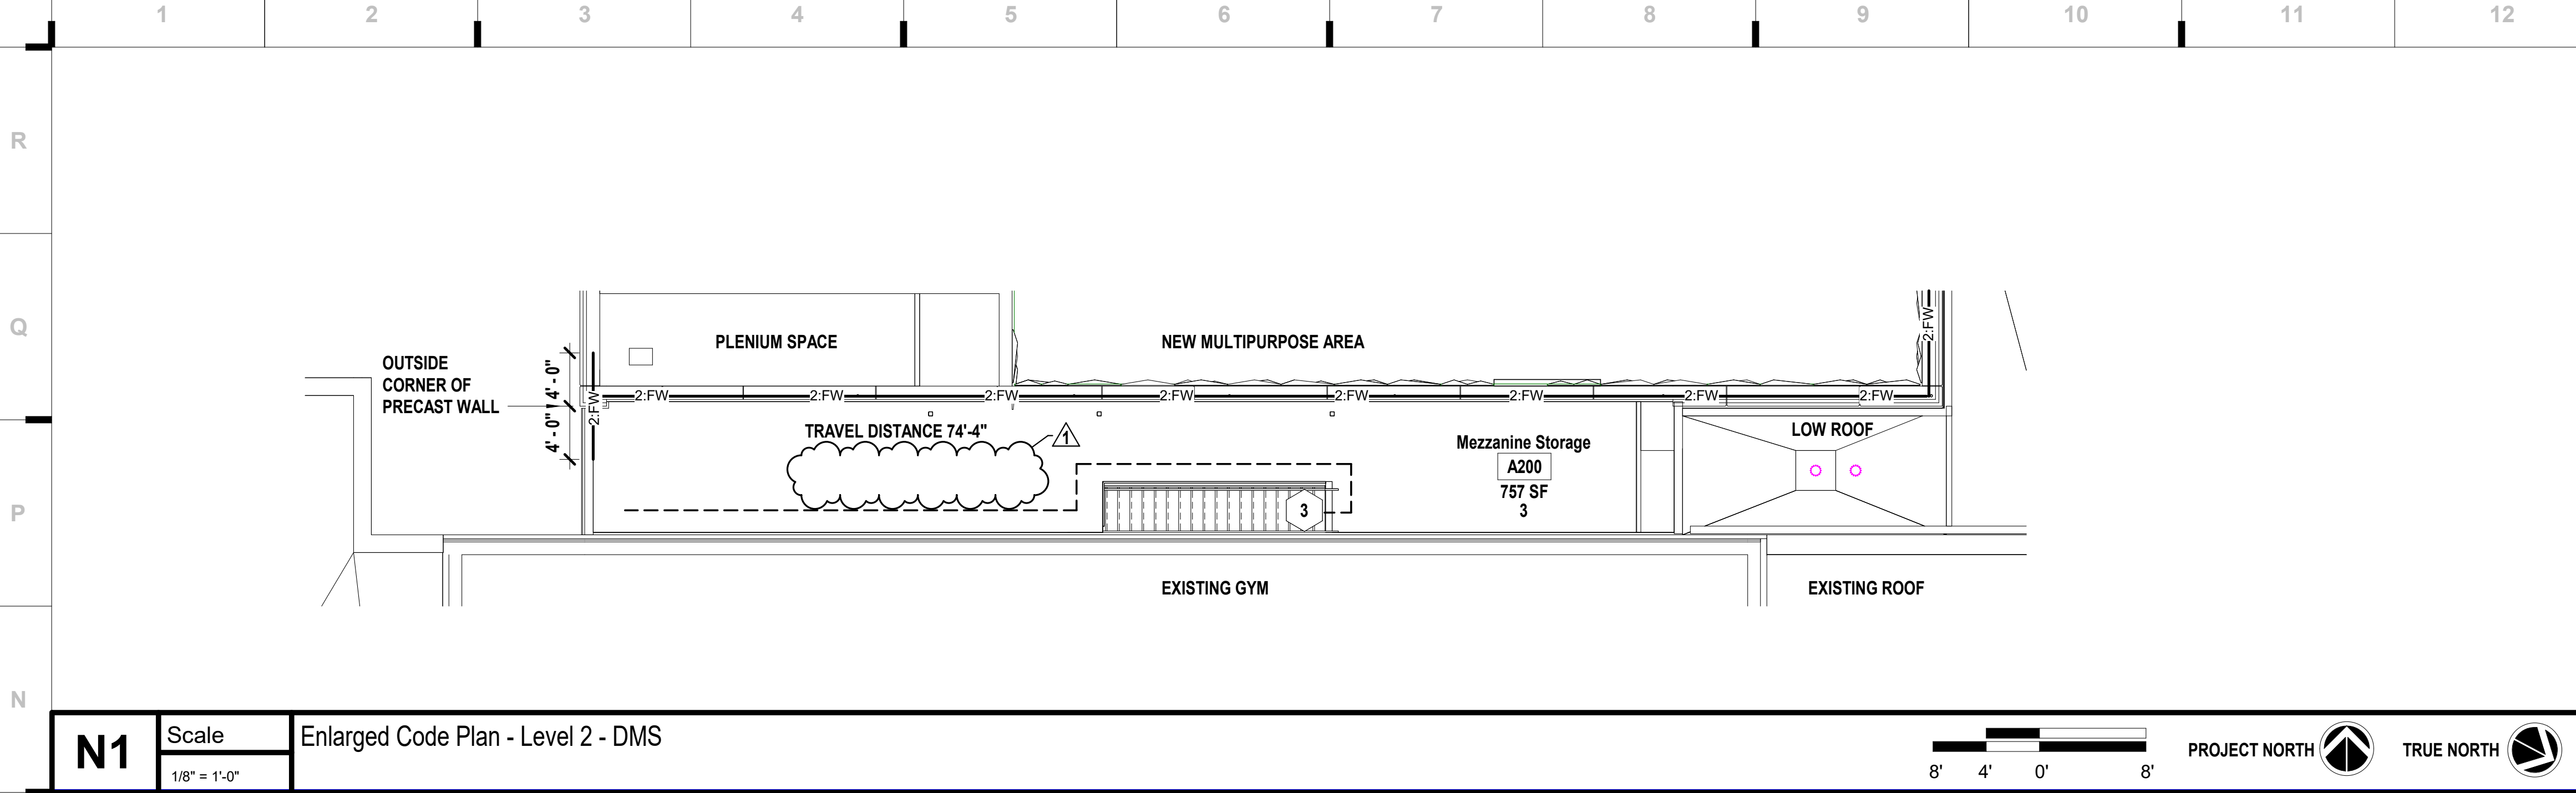 1 2 3 4 5 6 7 8 9 10 11 12
R
Q
P
N
PLENIUM SPACE
NEW MULTIPURPOSE AREA
OUTSIDE
CORNER OF
PRECAST WALL
4' - 0"
4' - 0"
2:FW
2:FW
2:FW 2:FW 2:FW 2:FW 2:FW 2:FW 2:FW 2:FW
TRAVEL DISTANCE 74'-4"
1
Mezzanine Storage
A200
757 SF
3
3
LOW ROOF
EXISTING GYM
EXISTING ROOF
N1
Scale
1/8" = 1'-0"
Enlarged Code Plan - Level 2 - DMS
8' 4' 0' 8'
PROJECT NORTH
TRUE NORTH